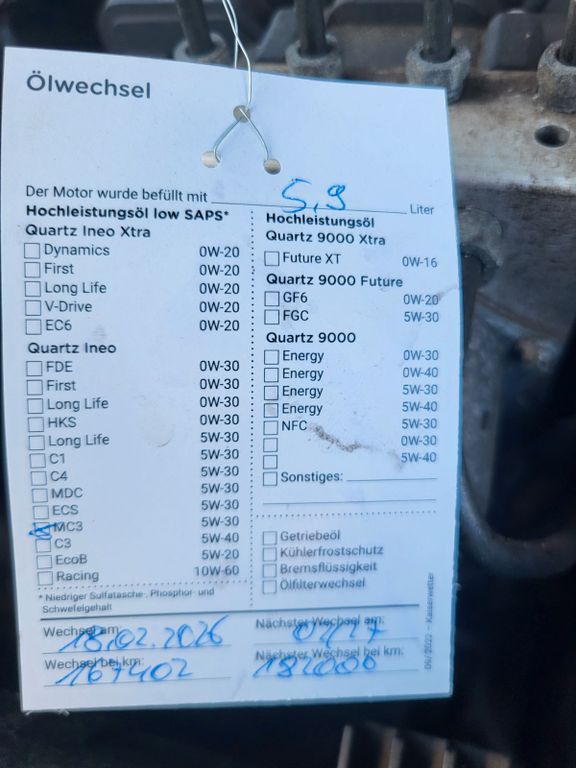 Ölwechsel
Der Motor wurde befüllt mit 5,9 Liter
Hochleistungsöl low SAPS*
Quartz Ineo Xtra
Dynamics 0W-20
First 0W-20
Long Life 0W-20
V-Drive 0W-20
EC6 0W-20
Quartz Ineo
FDE 0W-30
First 0W-30
Long Life 0W-30
HKS 0W-30
Long Life 5W-30
C1 5W-30
C4 5W-30
MDC 5W-30
ECS 5W-30
MC3 5W-30
C3 5W-40
EcoB 5W-20
Racing 10W-60
* Niedriger Sulfatasche-, Phosphor- und
Schwefelgehalt
Hochleistungsöl
Quartz 9000 Xtra
Future XT 0W-16
Quartz 9000 Future
GF6 0W-20
FGC 5W-30
Quartz 9000
Energy 0W-30
Energy 0W-40
Energy 5W-30
Energy 5W-40
NFC 5W-30
0W-30
5W-40
Sonstiges:
Getriebeöl
Kühlerfrostschutz
Bremsflüssigkeit
Ölfilterwechsel
Wechsel am: 18.02.2026
Nächster Wechsel am: 02/27
Wechsel bei km: 167402
Nächster Wechsel bei km: 182000
09/2022 – Kaiserwetter